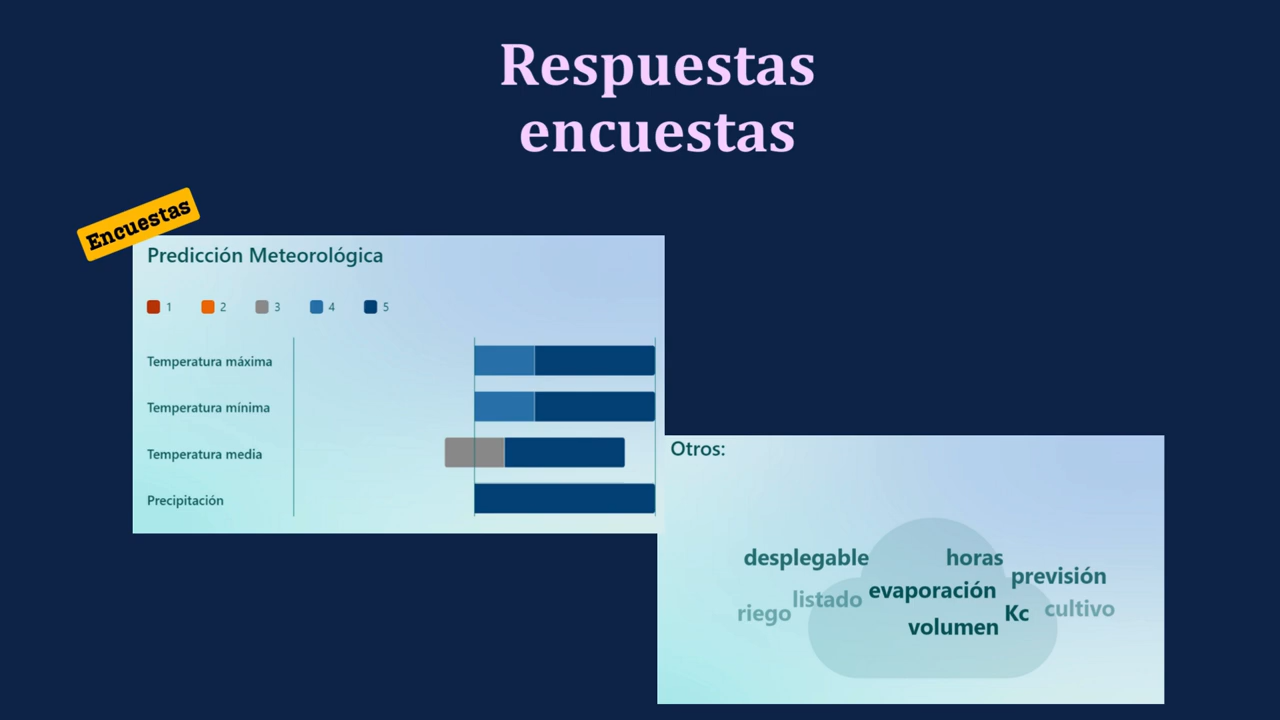 Respuestas
encuestas
Encuestas
Predicción Meteorológica
1 2 3 4 5
Temperatura máxima
Temperatura mínima
Temperatura media
Precipitación
Otros:
desplegable horas
previsión
evaporación
listado
riego Kc cultivo
volumen